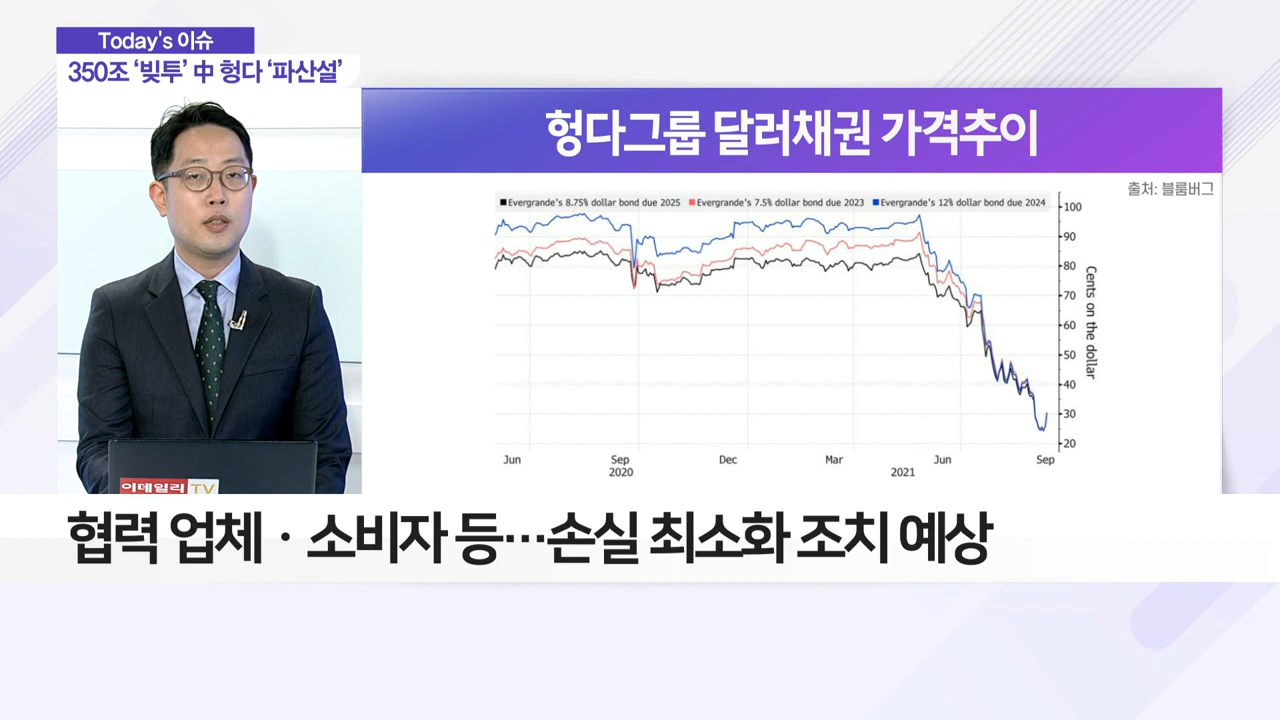 Today's 이슈
350조 ‘빚투’ 中 헝다 ‘파산설’
헝다그룹 달러채권 가격추이
출처: 블룸버그
Evergrande's 8.75% dollar bond due 2025 Evergrande's 7.5% dollar bond due 2023 Evergrande's 12% dollar bond due 2024
100
90
80
70
60
50
40
30
20
Cents on the dollar
Jun Sep Dec Mar Jun Sep
2020 2021
이데일리 TV
협력 업체 · 소비자 등…손실 최소화 조치 예상